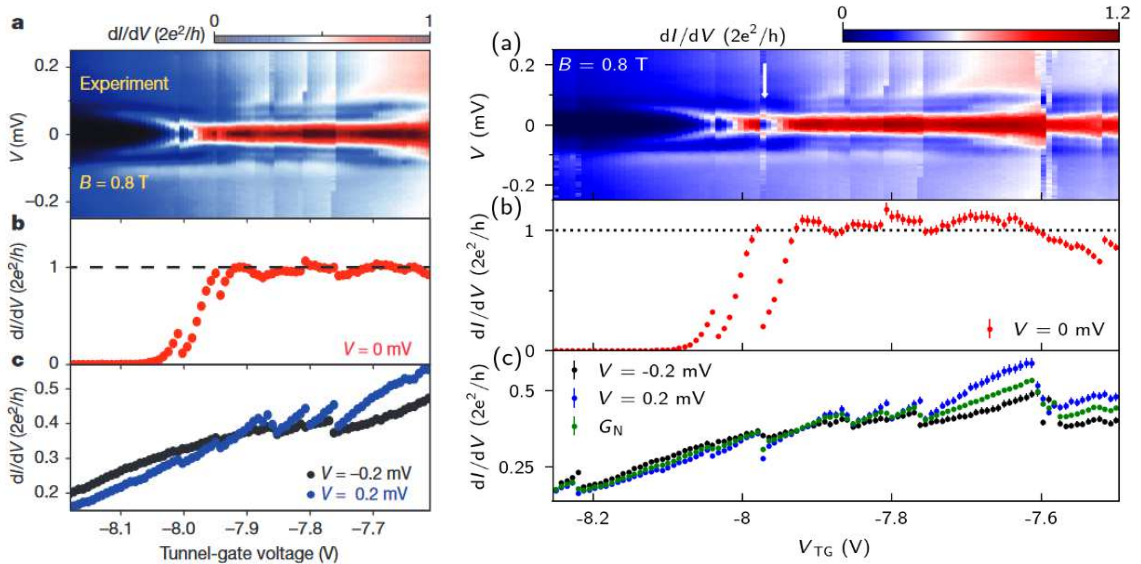 dI/dV (2e²/h)
0
1
a
Experiment
B = 0.8 T
V (mV)
0.2
0
−0.2
b
dI/dV (2e²/h)
1
0
V = 0 mV
c
dI/dV (2e²/h)
0.5
0.4
0.3
0.2
V = −0.2 mV
V = 0.2 mV
−8.1
−8.0
−7.9
−7.8
−7.7
Tunnel-gate voltage (V)
dI/dV (2e²/h)
0
1.2
(a)
B = 0.8 T
V (mV)
0.2
0
-0.2
(b)
dI/dV (2e²/h)
1
0
V = 0 mV
(c)
dI/dV (2e²/h)
0.5
0.25
V = -0.2 mV
V = 0.2 mV
G_N
-8.2
-8
-7.8
-7.6
V_TG (V)